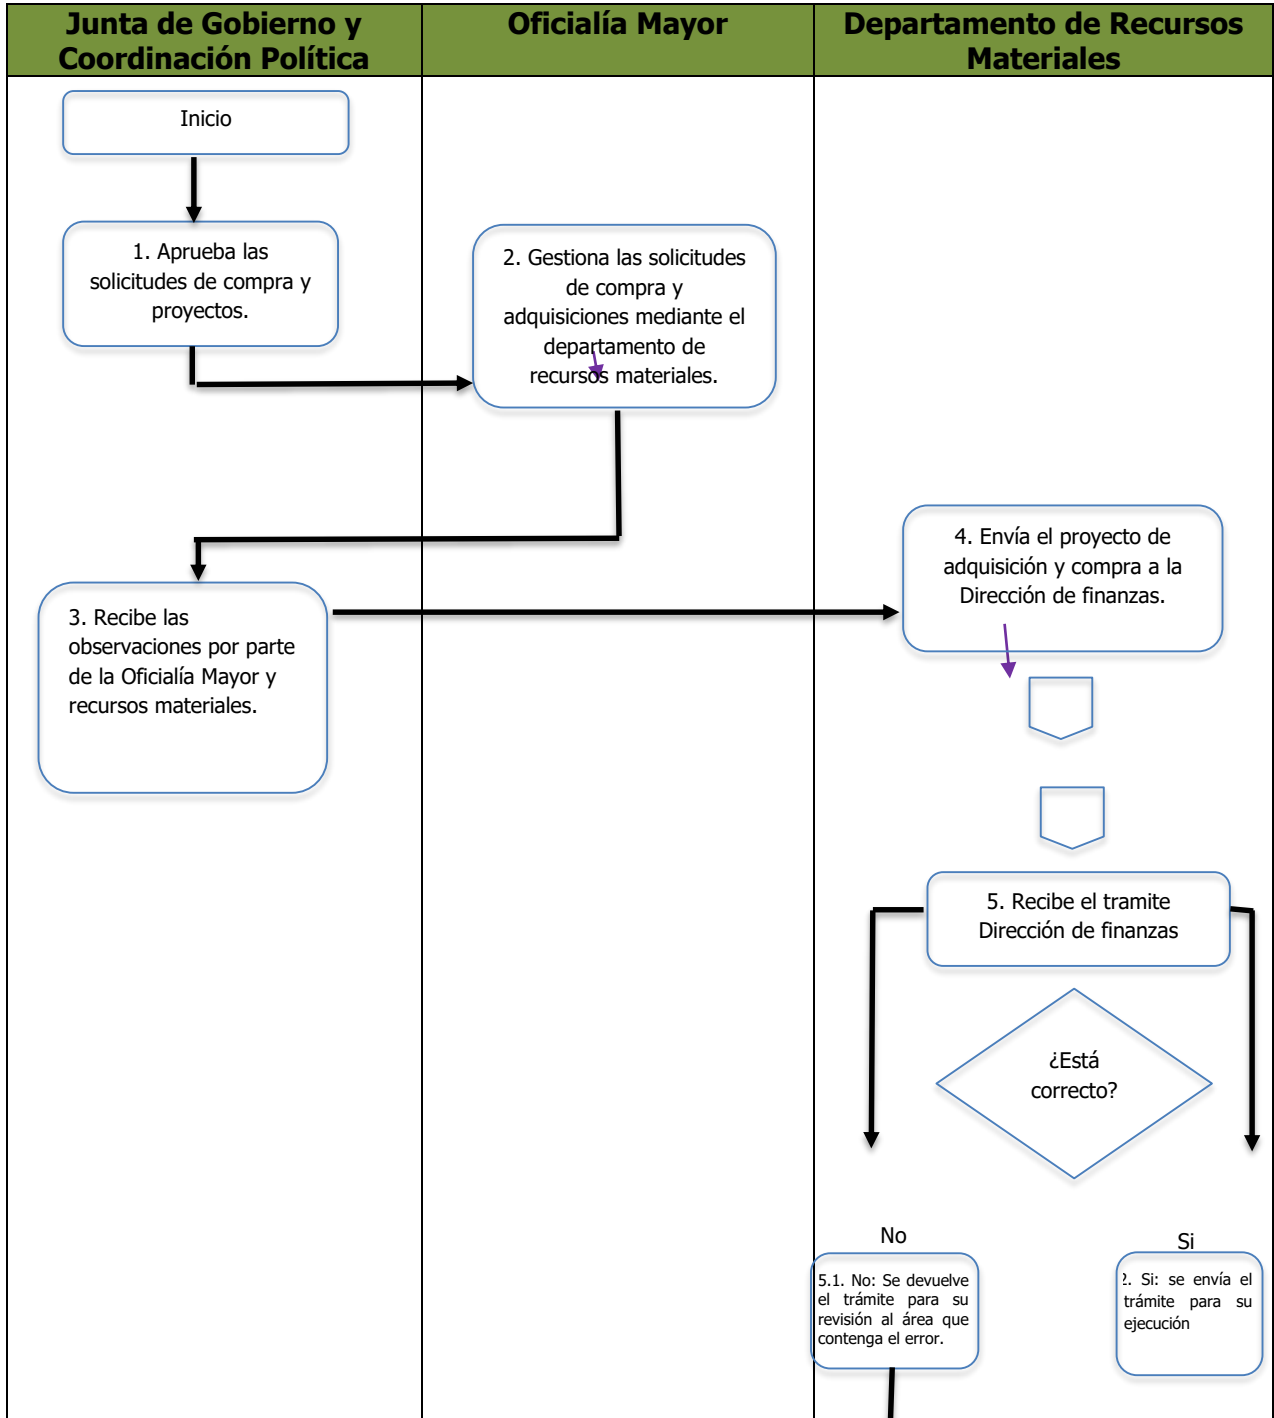 Junta de Gobierno y
Coordinación Política
Oficialía Mayor
Departamento de Recursos
Materiales
Inicio
1. Aprueba las
solicitudes de compra y
proyectos.
2. Gestiona las solicitudes
de compra y
adquisiciones mediante el
departamento de
recursos materiales.
3. Recibe las
observaciones por parte
de la Oficialía Mayor y
recursos materiales.
4. Envía el proyecto de
adquisición y compra a la
Dirección de finanzas.
5. Recibe el tramite
Dirección de finanzas
¿Está
correcto?
No
Si
5.1. No: Se devuelve
el trámite para su
revisión al área que
contenga el error.
2. Si: se envía el
trámite para su
ejecución